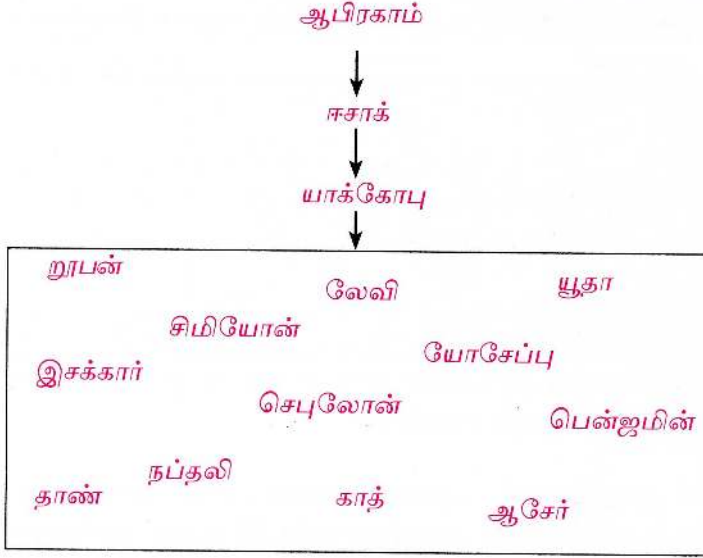 ஆபிரகாம்
ஈசாக்
யாக்கோபு
றூபன்
லேவி
யூதா
சிமியோன்
யோசேப்பு
இசக்கார்
செபுலோன்
பென்ஜமின்
நப்தலி
தாண்
காத்
ஆசேர்